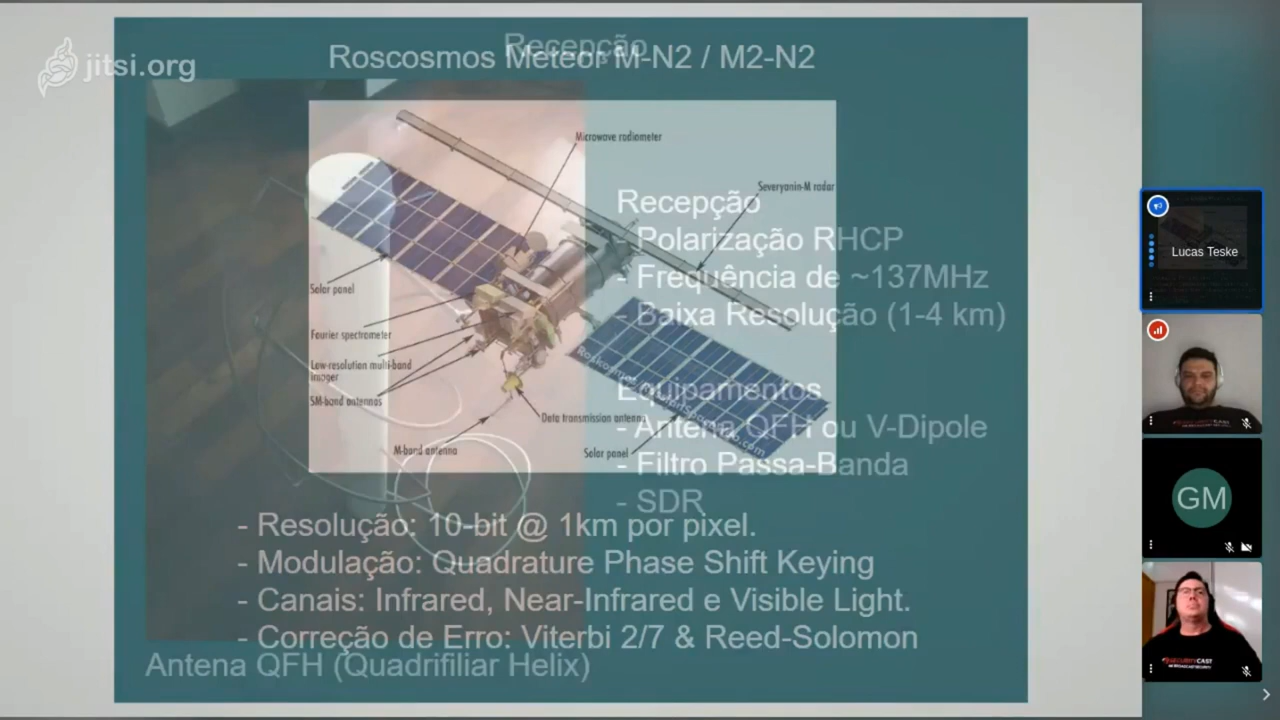 jitsi.org
Recepção
Roscosmos Meteor M-N2 / M2-N2
Microwave radiometer
Severyanin-M radar
Solar panel
Fourier spectrometer
Low-resolution multi-band
imager
SM-band antennas
M-band antenna
Data transmission antenna
Solar panel
Recepção
- Polarização RHCP
- Frequência de ~137MHz
- Baixa Resolução (1-4 km)
Equipamentos
- Antena QFH ou V-Dipole
- Filtro Passa-Banda
- SDR
- Resolução: 10-bit @ 1km por pixel.
- Modulação: Quadrature Phase Shift Keying
- Canais: Infrared, Near-Infrared e Visible Light.
- Correção de Erro: Viterbi 2/7 & Reed-Solomon
Antena QFH (Quadrifiliar Helix)
Lucas Teske
GM